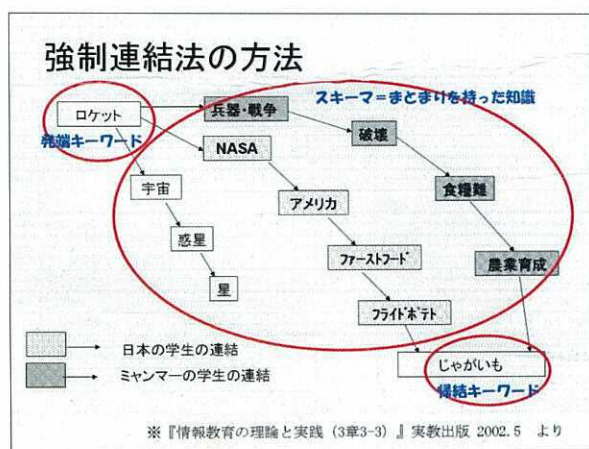 強制連結法の方法
ロケット
発端キーワード
兵器・戦争
スキーマ=まとまりを持った知識
NASA
破壊
宇宙
アメリカ
食糧難
惑星
ファーストフード
農業育成
星
フライドポテト
日本の学生の連結
じゃがいも
ミャンマーの学生の連結
帰結キーワード
※『情報教育の理論と実践（3章3-3）』実教出版 2002.5 より